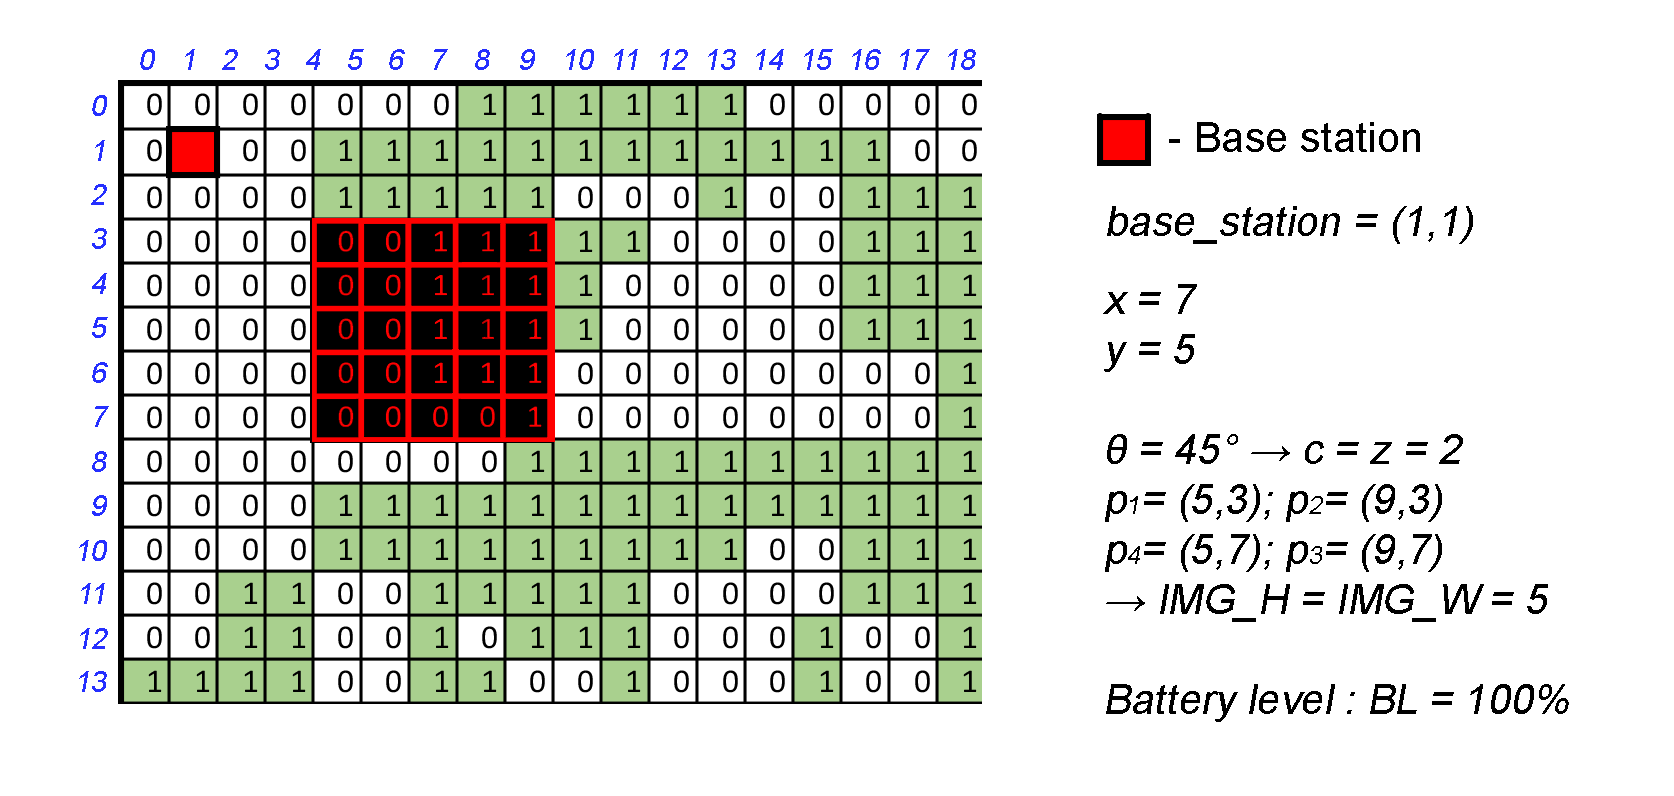 0 1 2 3 4 5 6 7 8 9 10 11 12 13 14 15 16 17 18
0 0 0 0 0 0 0 0 1 1 1 1 1 1 0 0 0 0 0
1 0 0 0 1 1 1 1 1 1 1 1 1 1 1 1 0 0
2 0 0 0 0 1 1 1 1 1 0 0 0 1 0 0 1 1 1
3 0 0 0 0 0 0 1 1 1 1 1 0 0 0 0 1 1 1
4 0 0 0 0 0 0 1 1 1 1 0 0 0 0 0 1 1 1
5 0 0 0 0 0 0 1 1 1 1 0 0 0 0 0 1 1 1
6 0 0 0 0 0 0 1 1 1 0 0 0 0 0 0 0 0 1
7 0 0 0 0 0 0 0 0 1 0 0 0 0 0 0 0 0 1
8 0 0 0 0 0 0 0 0 1 1 1 1 1 1 1 1 1 1
9 0 0 0 0 1 1 1 1 1 1 1 1 1 1 1 1 1 1
10 0 0 0 0 1 1 1 1 1 1 1 1 1 0 0 1 1 1
11 0 0 1 1 0 0 1 1 1 1 1 0 0 0 0 1 1 1
12 0 0 1 1 0 0 1 0 1 1 1 0 0 0 1 0 0 1
13 1 1 1 1 0 0 1 1 0 0 1 0 0 0 1 0 0 1
- Base station
base_station = (1,1)
x = 7
y = 5
θ = 45° → c = z = 2
p1= (5,3); p2= (9,3)
p4= (5,7); p3= (9,7)
→ IMG_H = IMG_W = 5
Battery level : BL = 100%